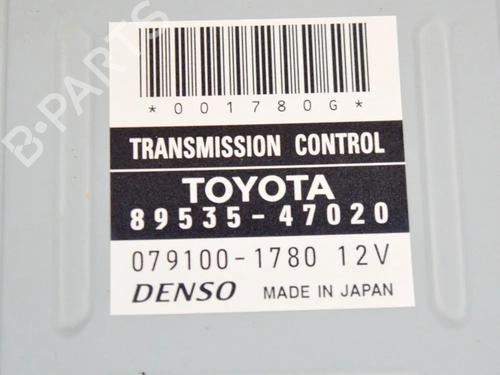 B-PARTS
*001780G*
TRANSMISSION CONTROL
TOYOTA
89535-47020
079100-1780 12V
DENSO MADE IN JAPAN